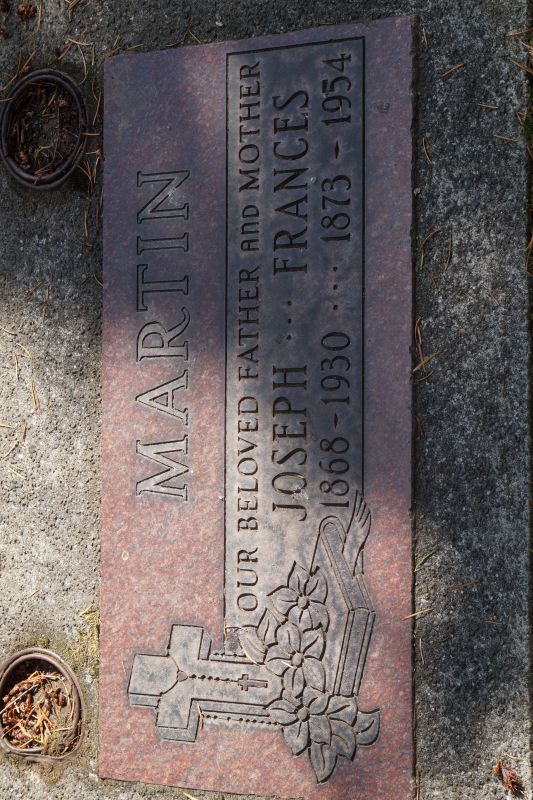 MARTIN
OUR BELOVED FATHER AND MOTHER
JOSEPH .... FRANCES
1868 - 1930 .... 1873 - 1954